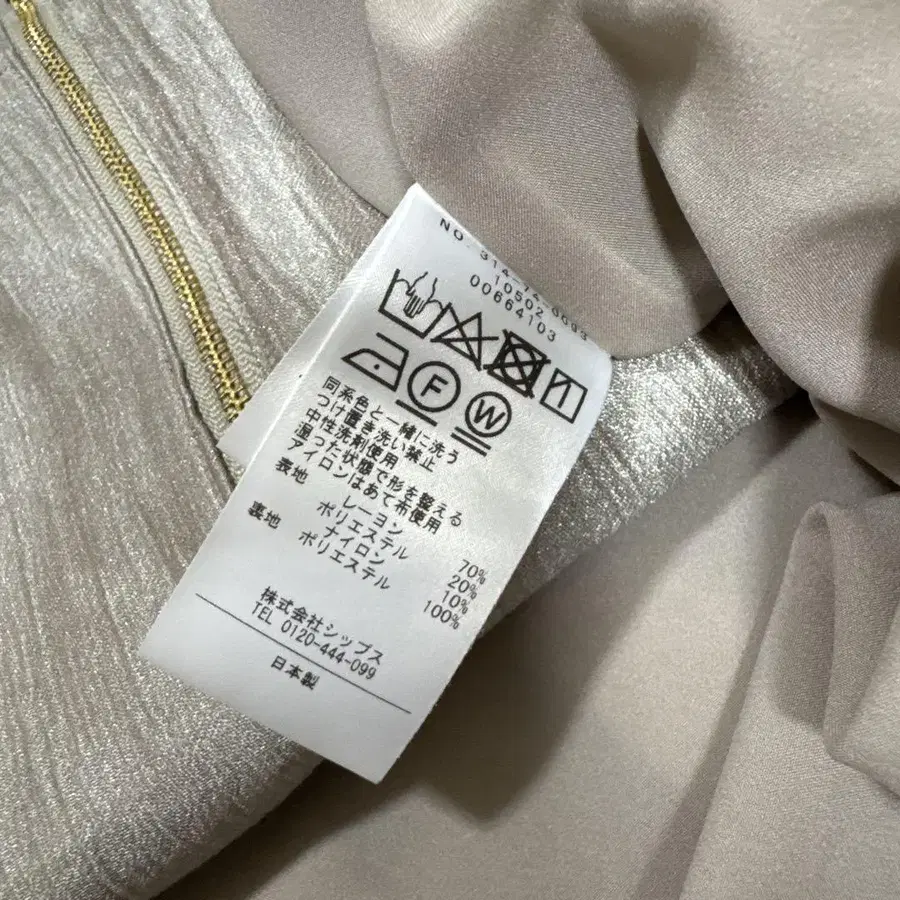 NO. 314-74-0693
10502
00664103
F W
同系色と一緒に洗う
つけ置き洗い禁止
中性洗剤使用
湿った状態で形を整える
アイロンはあて布使用
表地 レーヨン 70%
ポリエステル 20%
ナイロン 10%
裏地 ポリエステル 100%
株式会社シップス
TEL 0120-444-099
日本製